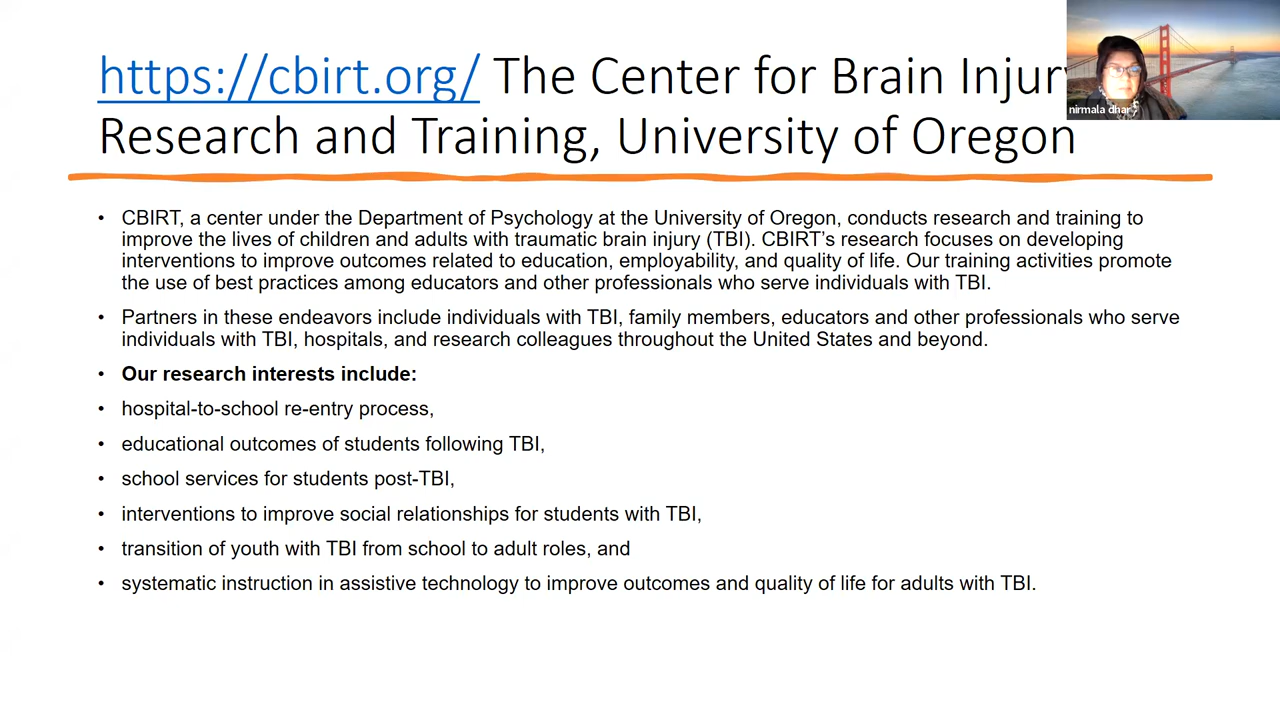 https://cbirt.org/ The Center for Brain Injury
Research and Training, University of Oregon
nirmala dhar
• CBIRT, a center under the Department of Psychology at the University of Oregon, conducts research and training to
improve the lives of children and adults with traumatic brain injury (TBI). CBIRT’s research focuses on developing
interventions to improve outcomes related to education, employability, and quality of life. Our training activities promote
the use of best practices among educators and other professionals who serve individuals with TBI.
• Partners in these endeavors include individuals with TBI, family members, educators and other professionals who serve
individuals with TBI, hospitals, and research colleagues throughout the United States and beyond.
• Our research interests include:
• hospital-to-school re-entry process,
• educational outcomes of students following TBI,
• school services for students post-TBI,
• interventions to improve social relationships for students with TBI,
• transition of youth with TBI from school to adult roles, and
• systematic instruction in assistive technology to improve outcomes and quality of life for adults with TBI.